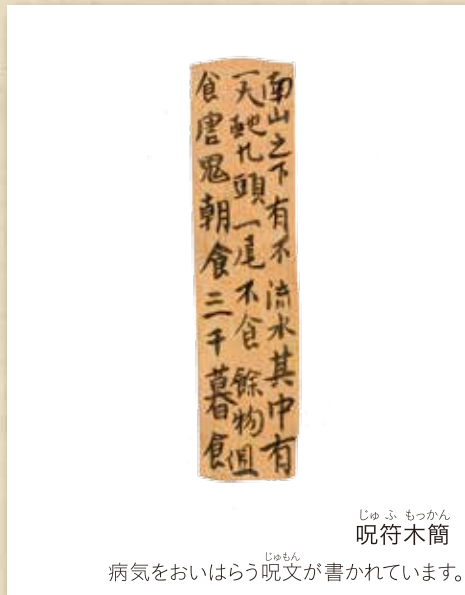 南山之下有不流水其中有
一大虵九頭一尾不食餘物但
食唐鬼朝食三千暮食
じゅ ふ もっかん
呪符木簡
じゅもん
病気をおいはらう呪文が書かれています。